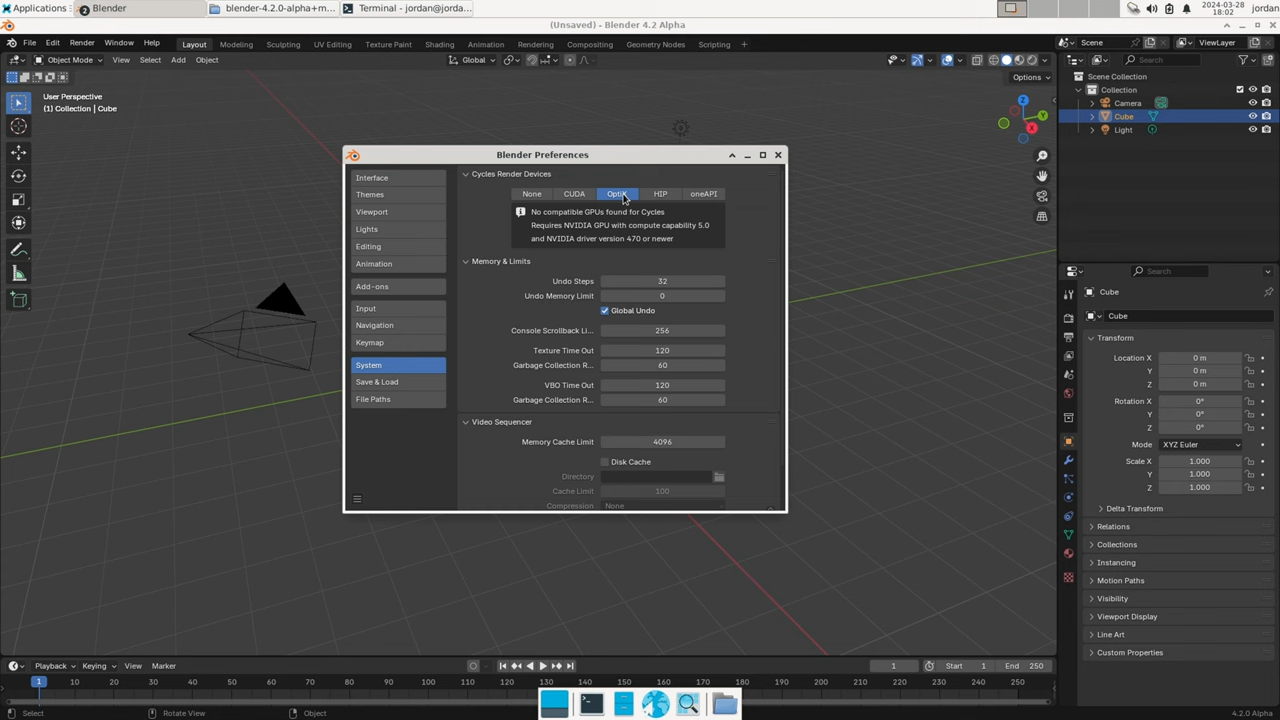 Applications
Blender
blender-4.2.0-alpha+m...
Terminal - jordan@jorda...
2024-03-28
18:02
jordan
(Unsaved) - Blender 4.2 Alpha
File
Edit
Render
Window
Help
Layout
Modeling
Sculpting
UV Editing
Texture Paint
Shading
Animation
Rendering
Compositing
Geometry Nodes
Scripting
Scene
ViewLayer
Object Mode
View
Select
Add
Object
Global
Search
Options
User Perspective
(1) Collection | Cube
X
Y
Z
Scene Collection
Collection
Camera
Cube
Light
Blender Preferences
Interface
Themes
Viewport
Lights
Editing
Animation
Add-ons
Input
Navigation
Keymap
System
Save & Load
File Paths
Cycles Render Devices
None
CUDA
OptiX
HIP
oneAPI
No compatible GPUs found for Cycles
Requires NVIDIA GPU with compute capability 5.0
and NVIDIA driver version 470 or newer
Memory & Limits
Undo Steps 32
Undo Memory Limit 0
Global Undo
Console Scrollback Li... 256
Texture Time Out 120
Garbage Collection R... 60
VBO Time Out 120
Garbage Collection R... 60
Video Sequencer
Memory Cache Limit 4096
Disk Cache
Directory
Cache Limit 100
Compression None
Search
Cube
Cube
Transform
Location X 0 m
Y 0 m
Z 0 m
Rotation X 0°
Y 0°
Z 0°
Mode XYZ Euler
Scale X 1.000
Y 1.000
Z 1.000
Delta Transform
Relations
Collections
Instancing
Motion Paths
Visibility
Viewport Display
Line Art
Custom Properties
Playback
Keying
View
Marker
1
Start 1
End 250
1 10 20 30 40 50 60 70 80 90 100 110 120 130 140 150 160 170 180 190 200 210 220 230 240 250
Select
Rotate View
Object
4.2.0 Alpha